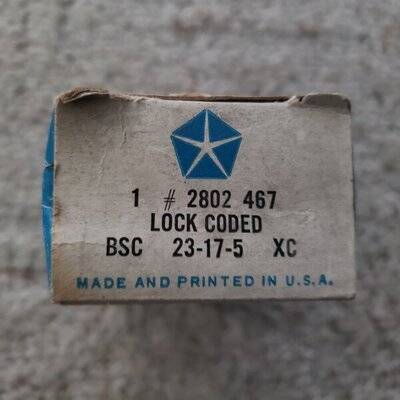 1 # 2802 467
LOCK CODED
BSC 23-17-5 XC
MADE AND PRINTED IN U.S.A.